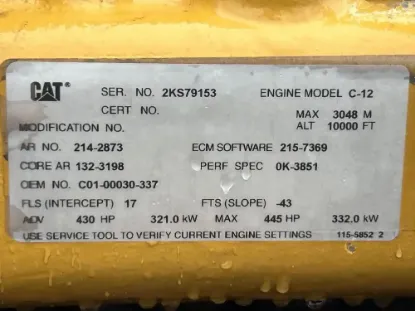 CAT® SER. NO. 2KS79153 ENGINE MODEL C-12
CERT NO. MAX 3048 M
MODIFICATION NO. ALT 10000 FT
AR NO. 214-2873 ECM SOFTWARE 215-7369
CORE AR 132-3198 PERF SPEC 0K-3851
OEM NO. C01-00030-337
FLS (INTERCEPT) 17 FTS (SLOPE) -43
ADV 430 HP 321.0 kW MAX 445 HP 332.0 kW
USE SERVICE TOOL TO VERIFY CURRENT ENGINE SETTINGS 115-5852 2